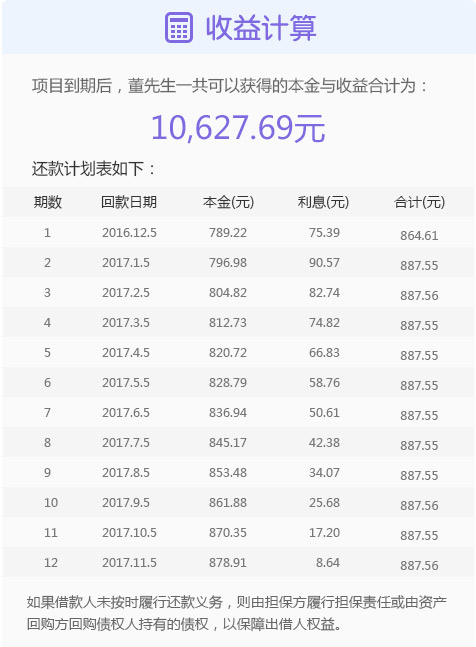 收益计算
项目到期后，董先生一共可以获得的本金与收益合计为：
10,627.69元
还款计划表如下：
期数 回款日期 本金(元) 利息(元) 合计(元)
1 2016.12.5 789.22 75.39 864.61
2 2017.1.5 796.98 90.57 887.55
3 2017.2.5 804.82 82.74 887.56
4 2017.3.5 812.73 74.82 887.55
5 2017.4.5 820.72 66.83 887.55
6 2017.5.5 828.79 58.76 887.55
7 2017.6.5 836.94 50.61 887.55
8 2017.7.5 845.17 42.38 887.55
9 2017.8.5 853.48 34.07 887.55
10 2017.9.5 861.88 25.68 887.56
11 2017.10.5 870.35 17.20 887.55
12 2017.11.5 878.91 8.64 887.56
如果借款人未按时履行还款义务，则由担保方履行担保责任或由资产
回购方回购债权人持有的债权，以保障出借人权益。